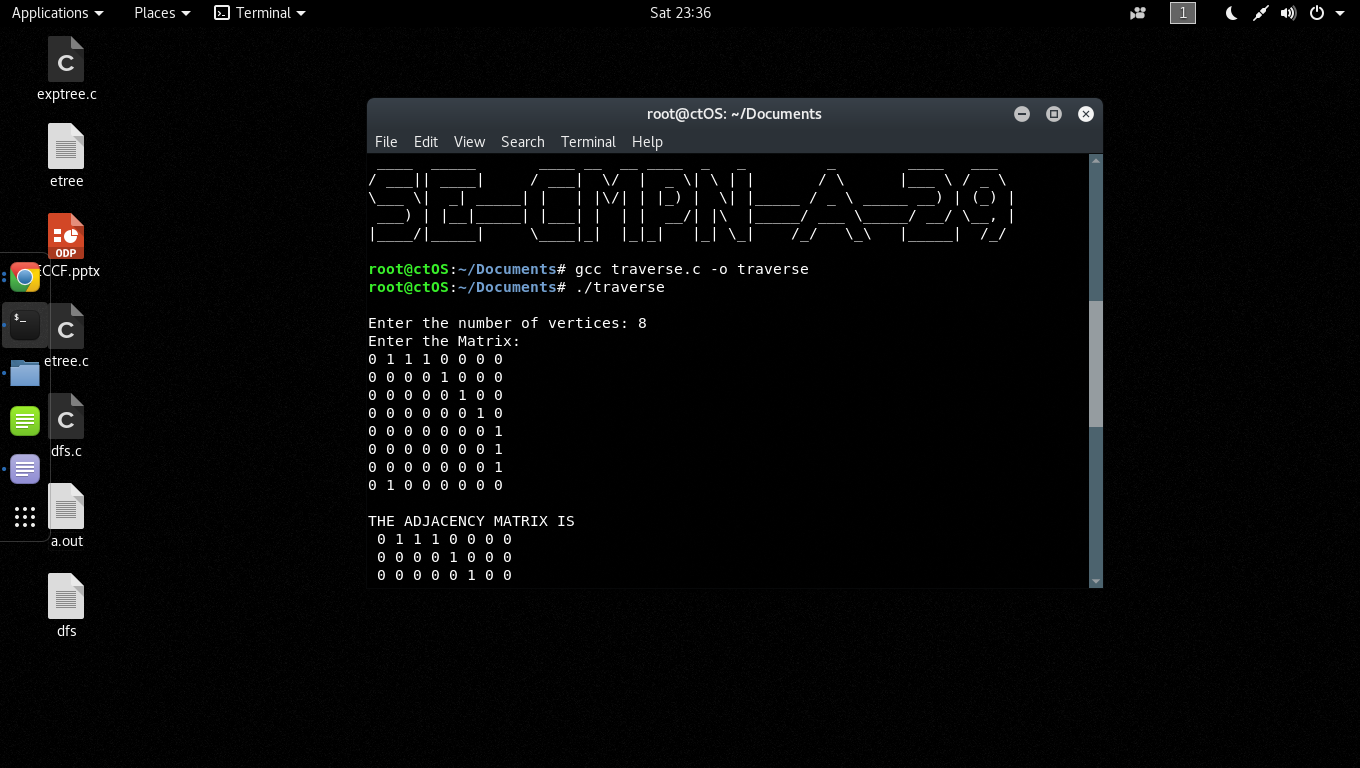 Applications Places Terminal Sat 23:36 1
exptree.c
etree
ODP
ECCF.pptx
etree.c
dfs.c
a.out
dfs
root@ctOS: ~/Documents
File Edit View Search Terminal Help
SE-CMPN-A-29
root@ctOS:~/Documents# gcc traverse.c -o traverse
root@ctOS:~/Documents# ./traverse
Enter the number of vertices: 8
Enter the Matrix:
0 1 1 1 0 0 0 0
0 0 0 0 1 0 0 0
0 0 0 0 0 1 0 0
0 0 0 0 0 0 1 0
0 0 0 0 0 0 0 1
0 0 0 0 0 0 0 1
0 0 0 0 0 0 0 1
0 1 0 0 0 0 0 0
THE ADJACENCY MATRIX IS
0 1 1 1 0 0 0 0
0 0 0 0 1 0 0 0
0 0 0 0 0 1 0 0